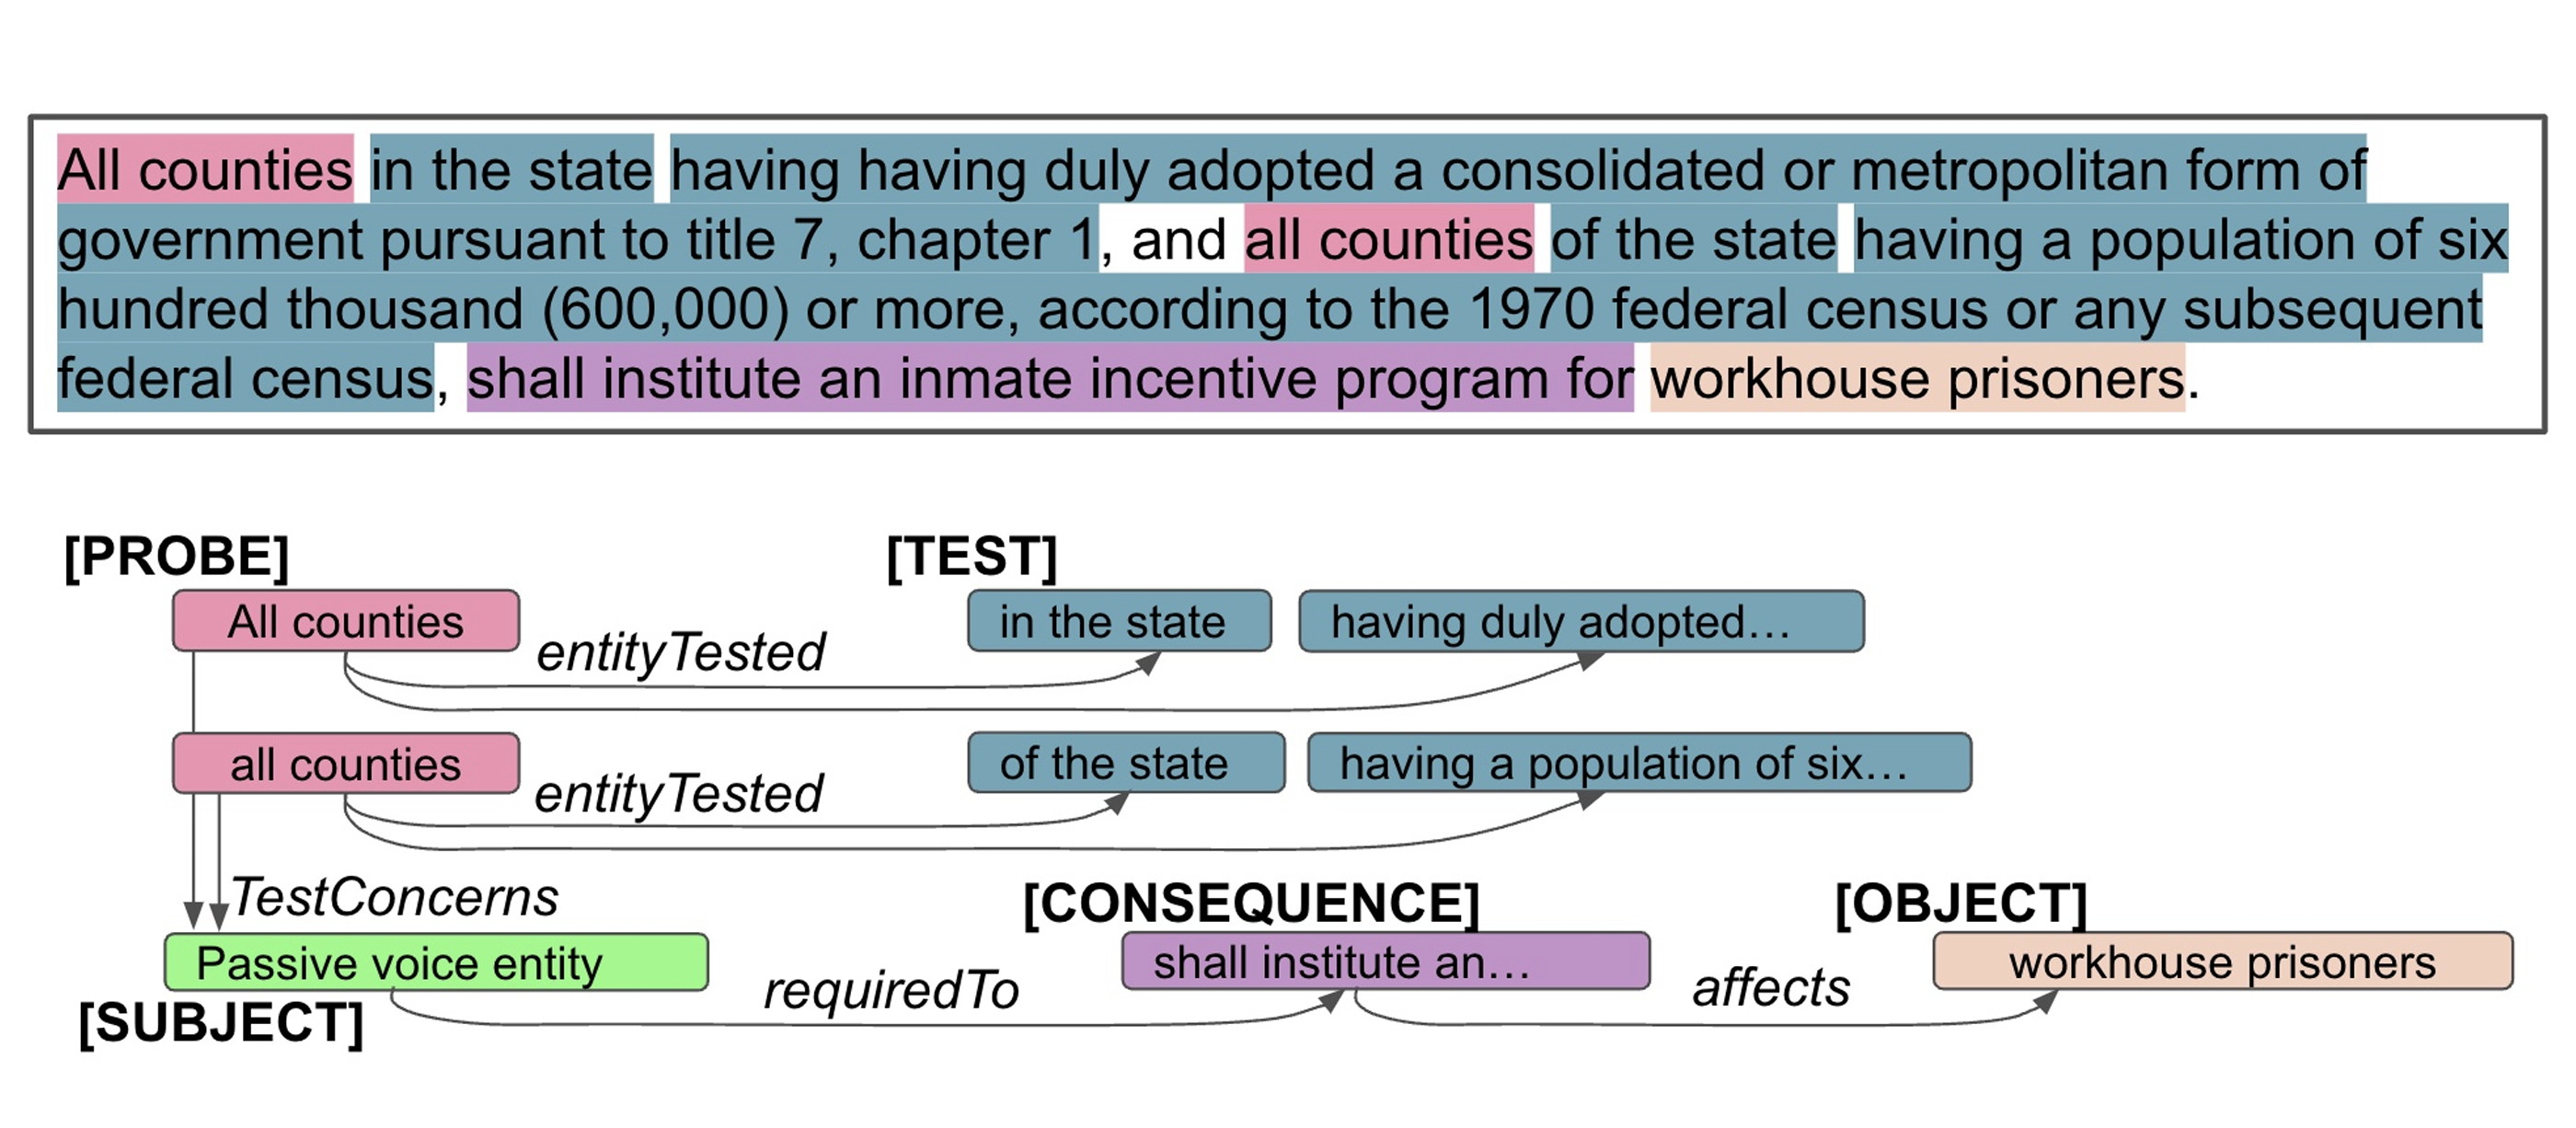 All counties in the state having having duly adopted a consolidated or metropolitan form of
government pursuant to title 7, chapter 1, and all counties of the state having a population of six
hundred thousand (600,000) or more, according to the 1970 federal census or any subsequent
federal census, shall institute an inmate incentive program for workhouse prisoners.
[PROBE] [TEST]
All counties in the state having duly adopted…
entityTested
all counties of the state having a population of six…
entityTested
TestConcerns [CONSEQUENCE] [OBJECT]
Passive voice entity shall institute an… workhouse prisoners
requiredTo affects
[SUBJECT]